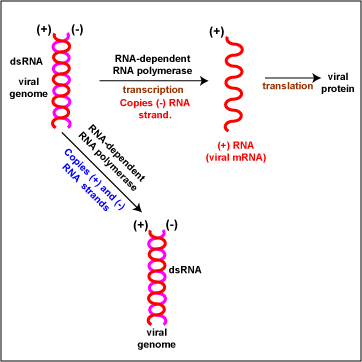 (+) (-)
dsRNA
viral
genome
RNA-dependent
RNA polymerase
transcription
Copies (-) RNA
strand.
(+)
(+) RNA
(viral mRNA)
translation
viral
protein
RNA-dependent
RNA polymerase
Copies (+) and (-)
RNA strands
(+) (-)
dsRNA
viral
genome